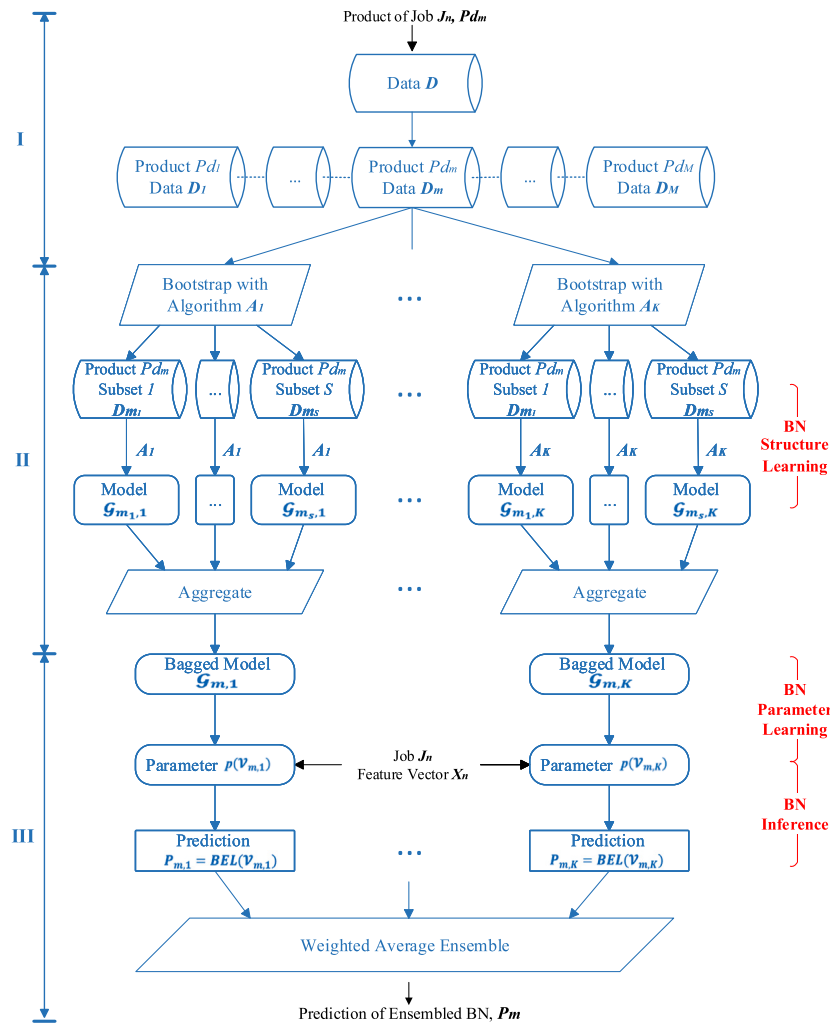 Product of Job Jn, Pdm
Data D
I
Product Pd1
Data D1
...
Product Pdm
Data Dm
...
Product PdM
Data DM
Bootstrap with
Algorithm A1
...
Bootstrap with
Algorithm AK
Product Pdm
Subset 1
Dm1
...
Product Pdm
Subset S
DmS
...
Product Pdm
Subset 1
Dm1
...
Product Pdm
Subset S
DmS
BN
Structure
Learning
II
A1
A1
A1
AK
AK
AK
Model
𝒢m1,1
...
Model
𝒢ms,1
...
Model
𝒢m1,K
...
Model
𝒢ms,K
Aggregate
...
Aggregate
Bagged Model
𝒢m,1
Bagged Model
𝒢m,K
BN
Parameter
Learning
Parameter p(𝒱m,1)
Job Jn
Feature Vector Xn
Parameter p(𝒱m,K)
BN
Inference
III
Prediction
Pm,1 = BEL(𝒱m,1)
...
Prediction
Pm,K = BEL(𝒱m,K)
Weighted Average Ensemble
Prediction of Ensembled BN, Pm